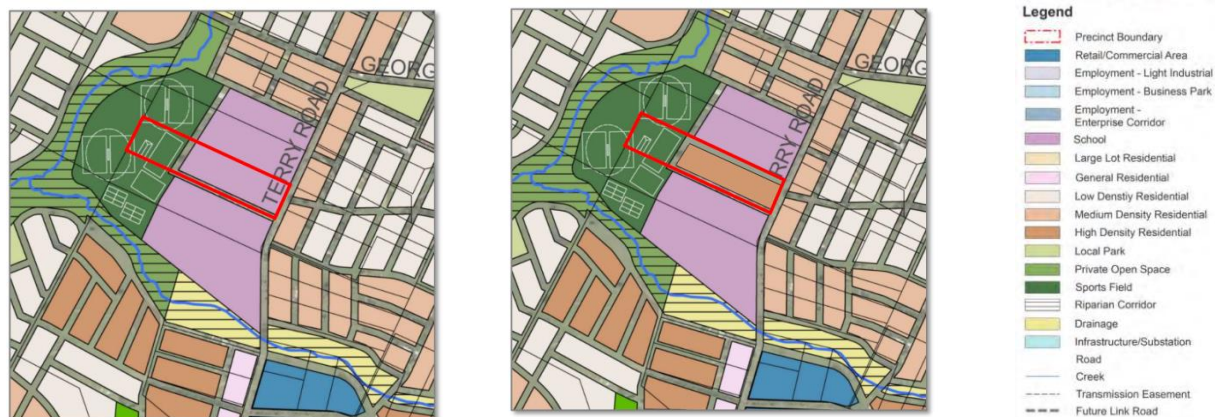 GEORG
TERRY ROAD
GEORG
RRY ROAD
Legend
Precinct Boundary
Retail/Commercial Area
Employment - Light Industrial
Employment - Business Park
Employment -
Enterprise Corridor
School
Large Lot Residential
General Residential
Low Denstiy Residential
Medium Density Residential
High Density Residential
Local Park
Private Open Space
Sports Field
Riparian Corridor
Drainage
Infrastructure/Substation
Road
Creek
Transmission Easement
Future Link Road